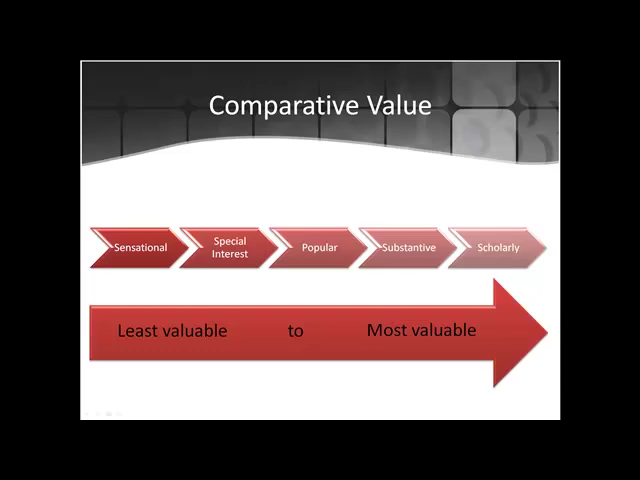 Comparative Value
Sensational
Special
Interest
Popular
Substantive
Scholarly
Least valuable to Most valuable